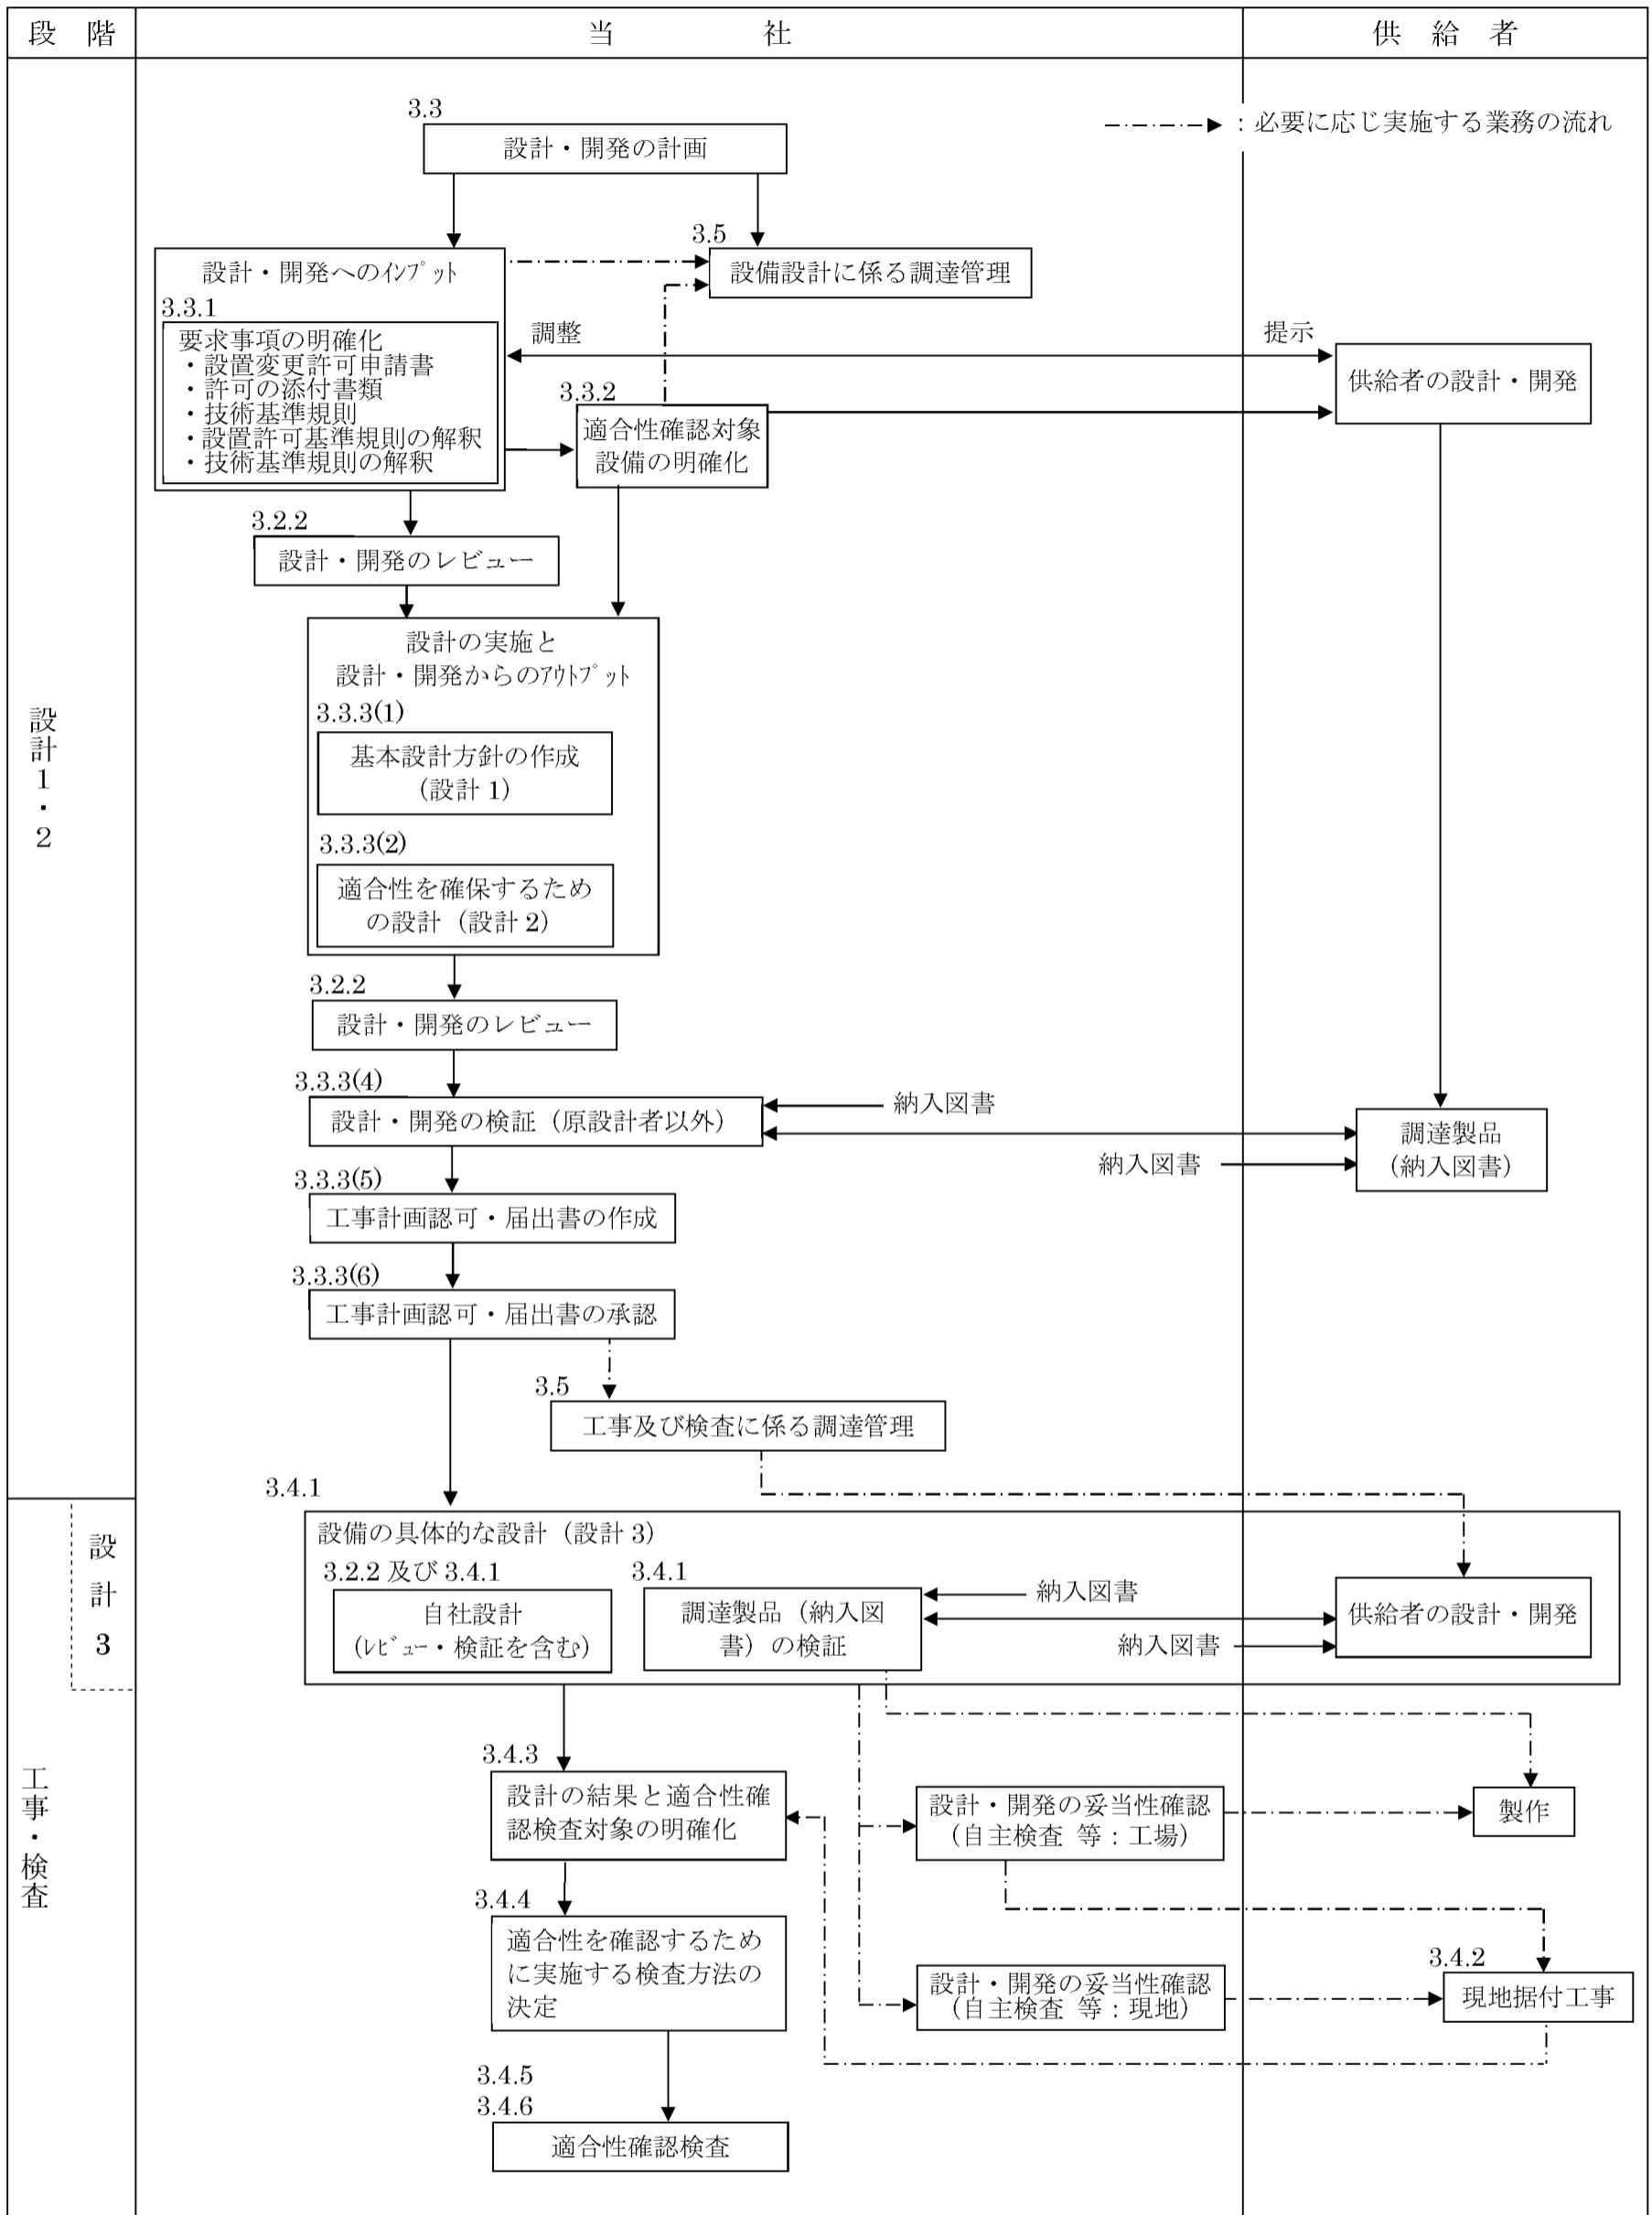 段 階
当 社
供 給 者
3.3
設計・開発の計画
：必要に応じ実施する業務の流れ
3.5
設備設計に係る調達管理
設計・開発へのｲﾝﾌﾟｯﾄ
3.3.1
要求事項の明確化
・設置変更許可申請書
・許可の添付書類
・技術基準規則
・設置許可基準規則の解釈
・技術基準規則の解釈
調整
提示
供給者の設計・開発
3.3.2
適合性確認対象
設備の明確化
3.2.2
設計・開発のレビュー
設計の実施と
設計・開発からのｱｳﾄﾌﾟｯﾄ
3.3.3(1)
基本設計方針の作成
（設計 1）
3.3.3(2)
適合性を確保するため
の設計（設計 2）
設計１・２
3.2.2
設計・開発のレビュー
3.3.3(4)
設計・開発の検証（原設計者以外）
納入図書
納入図書
調達製品
（納入図書）
3.3.3(5)
工事計画認可・届出書の作成
3.3.3(6)
工事計画認可・届出書の承認
3.5
工事及び検査に係る調達管理
3.4.1
設計3
設備の具体的な設計（設計 3）
3.2.2 及び 3.4.1
自社設計
（ﾚﾋﾞｭｰ・検証を含む）
3.4.1
調達製品（納入図
書）の検証
納入図書
納入図書
供給者の設計・開発
工事・検査
3.4.3
設計の結果と適合性確
認検査対象の明確化
設計・開発の妥当性確認
（自主検査 等：工場）
製作
3.4.4
適合性を確認するため
に実施する検査方法の
決定
設計・開発の妥当性確認
（自主検査 等：現地）
3.4.2
現地据付工事
3.4.5
3.4.6
適合性確認検査